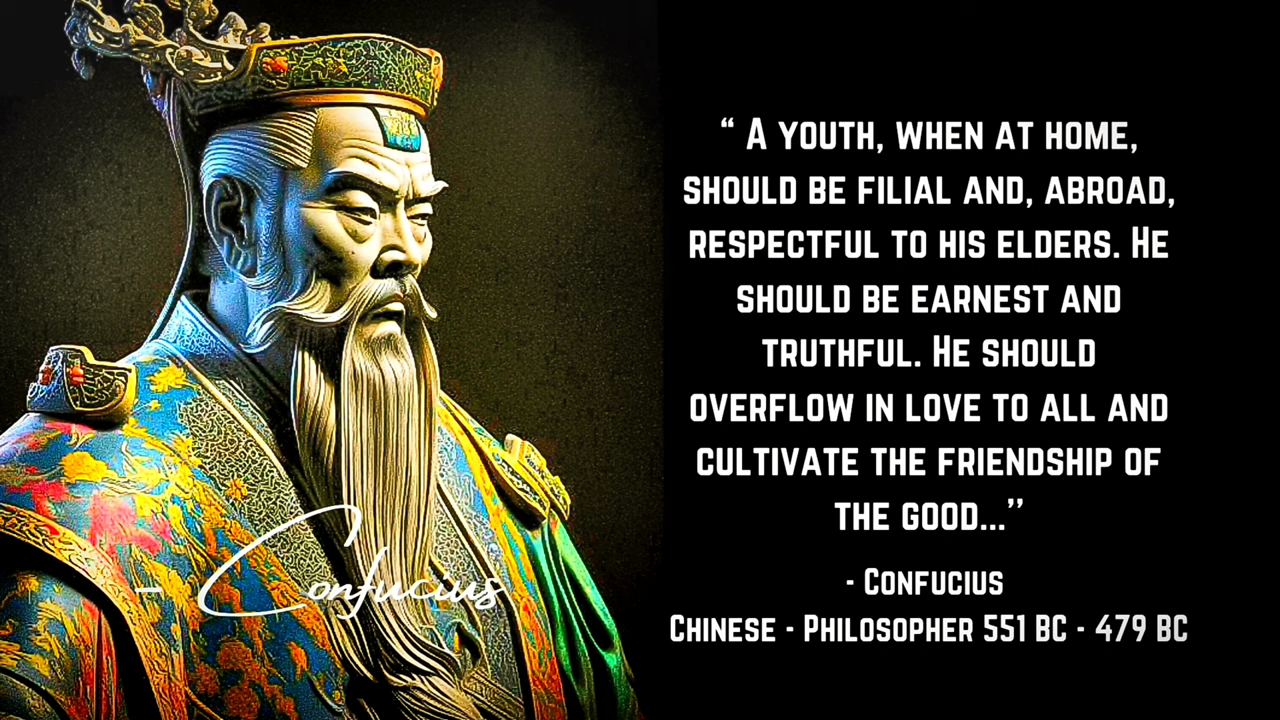 “ A YOUTH, WHEN AT HOME,
SHOULD BE FILIAL AND, ABROAD,
RESPECTFUL TO HIS ELDERS. HE
SHOULD BE EARNEST AND
TRUTHFUL. HE SHOULD
OVERFLOW IN LOVE TO ALL AND
CULTIVATE THE FRIENDSHIP OF
THE GOOD...’’
- CONFUCIUS
CHINESE - PHILOSOPHER 551 BC - 479 BC
- Confucius